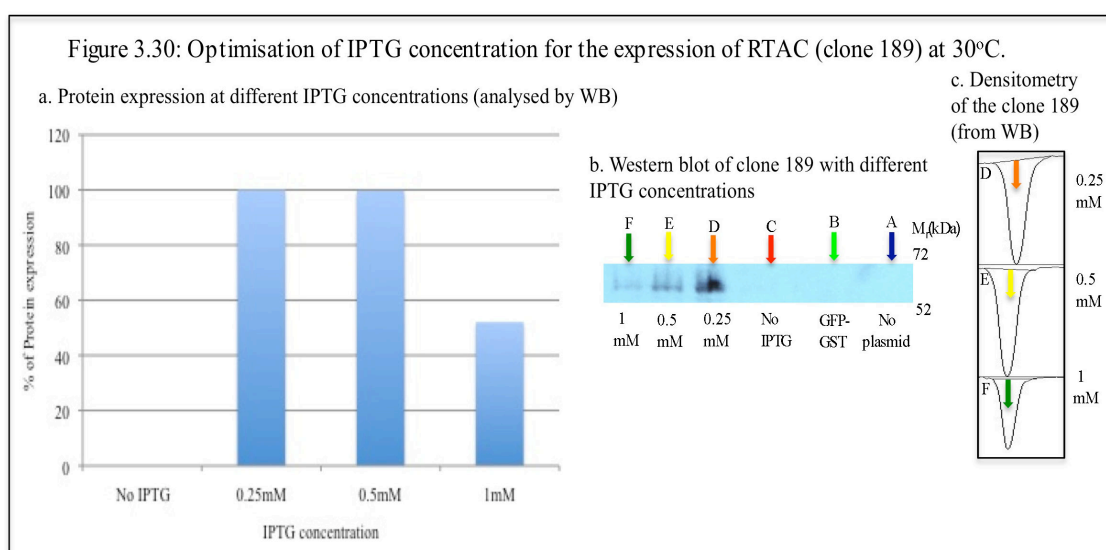 Figure 3.30: Optimisation of IPTG concentration for the expression of RTAC (clone 189) at 30°C.
a. Protein expression at different IPTG concentrations (analysed by WB)
% of Protein expression
120
100
80
60
40
20
0
No IPTG 0.25mM 0.5mM 1mM
IPTG concentration
b. Western blot of clone 189 with different
IPTG concentrations
F E D C B A Mr(kDa)
72
52
1 0.5 0.25 No GFP- No
mM mM mM IPTG GST plasmid
c. Densitometry
of the clone 189
(from WB)
D
0.25
mM
E
0.5
mM
F
1
mM